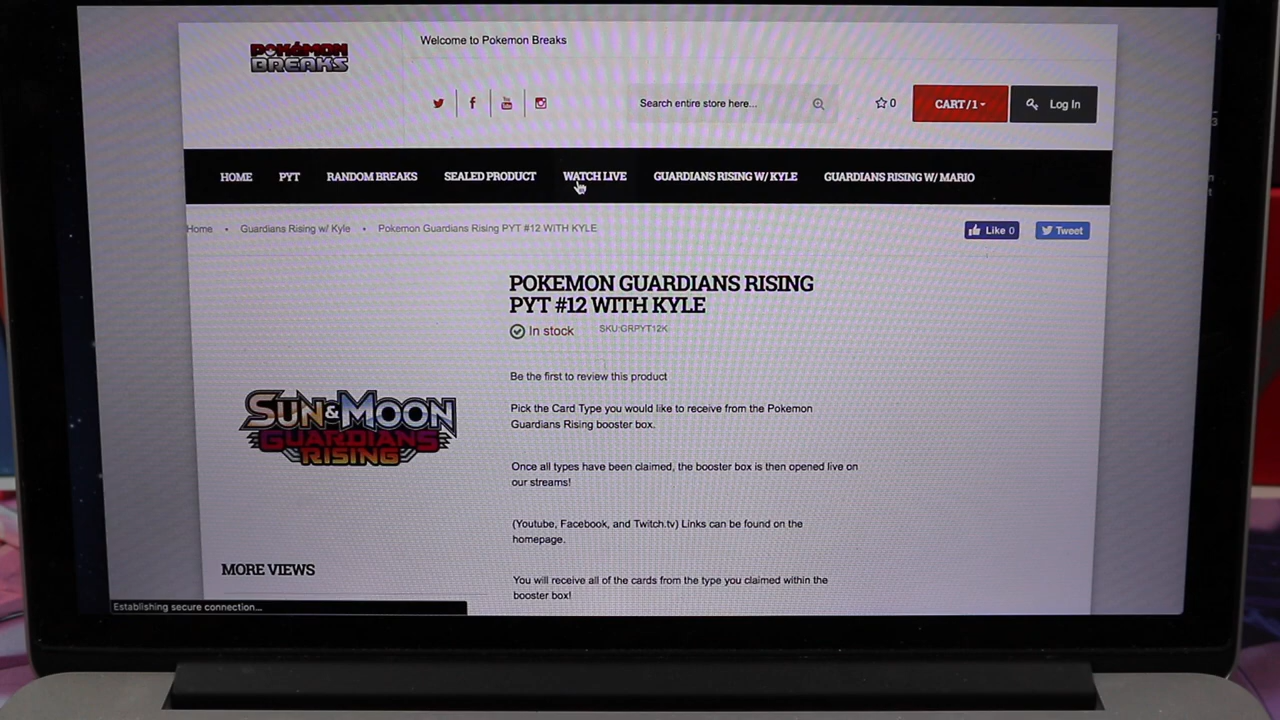 POKÉMON
BREAKS
Welcome to Pokemon Breaks
Search entire store here...
0
CART / 1
Log In
HOME
PYT
RANDOM BREAKS
SEALED PRODUCT
WATCH LIVE
GUARDIANS RISING W/ KYLE
GUARDIANS RISING W/ MARIO
Home • Guardians Rising w/ Kyle • Pokemon Guardians Rising PYT #12 WITH KYLE
Like 0
Tweet
POKEMON GUARDIANS RISING
PYT #12 WITH KYLE
In stock
SKU:GRPYT12K
Be the first to review this product
Pick the Card Type you would like to receive from the Pokemon
Guardians Rising booster box.
SUN & MOON
GUARDIANS
RISING
Once all types have been claimed, the booster box is then opened live on
our streams!
(Youtube, Facebook, and Twitch.tv) Links can be found on the
homepage.
MORE VIEWS
You will receive all of the cards from the type you claimed within the
booster box!
Establishing secure connection...